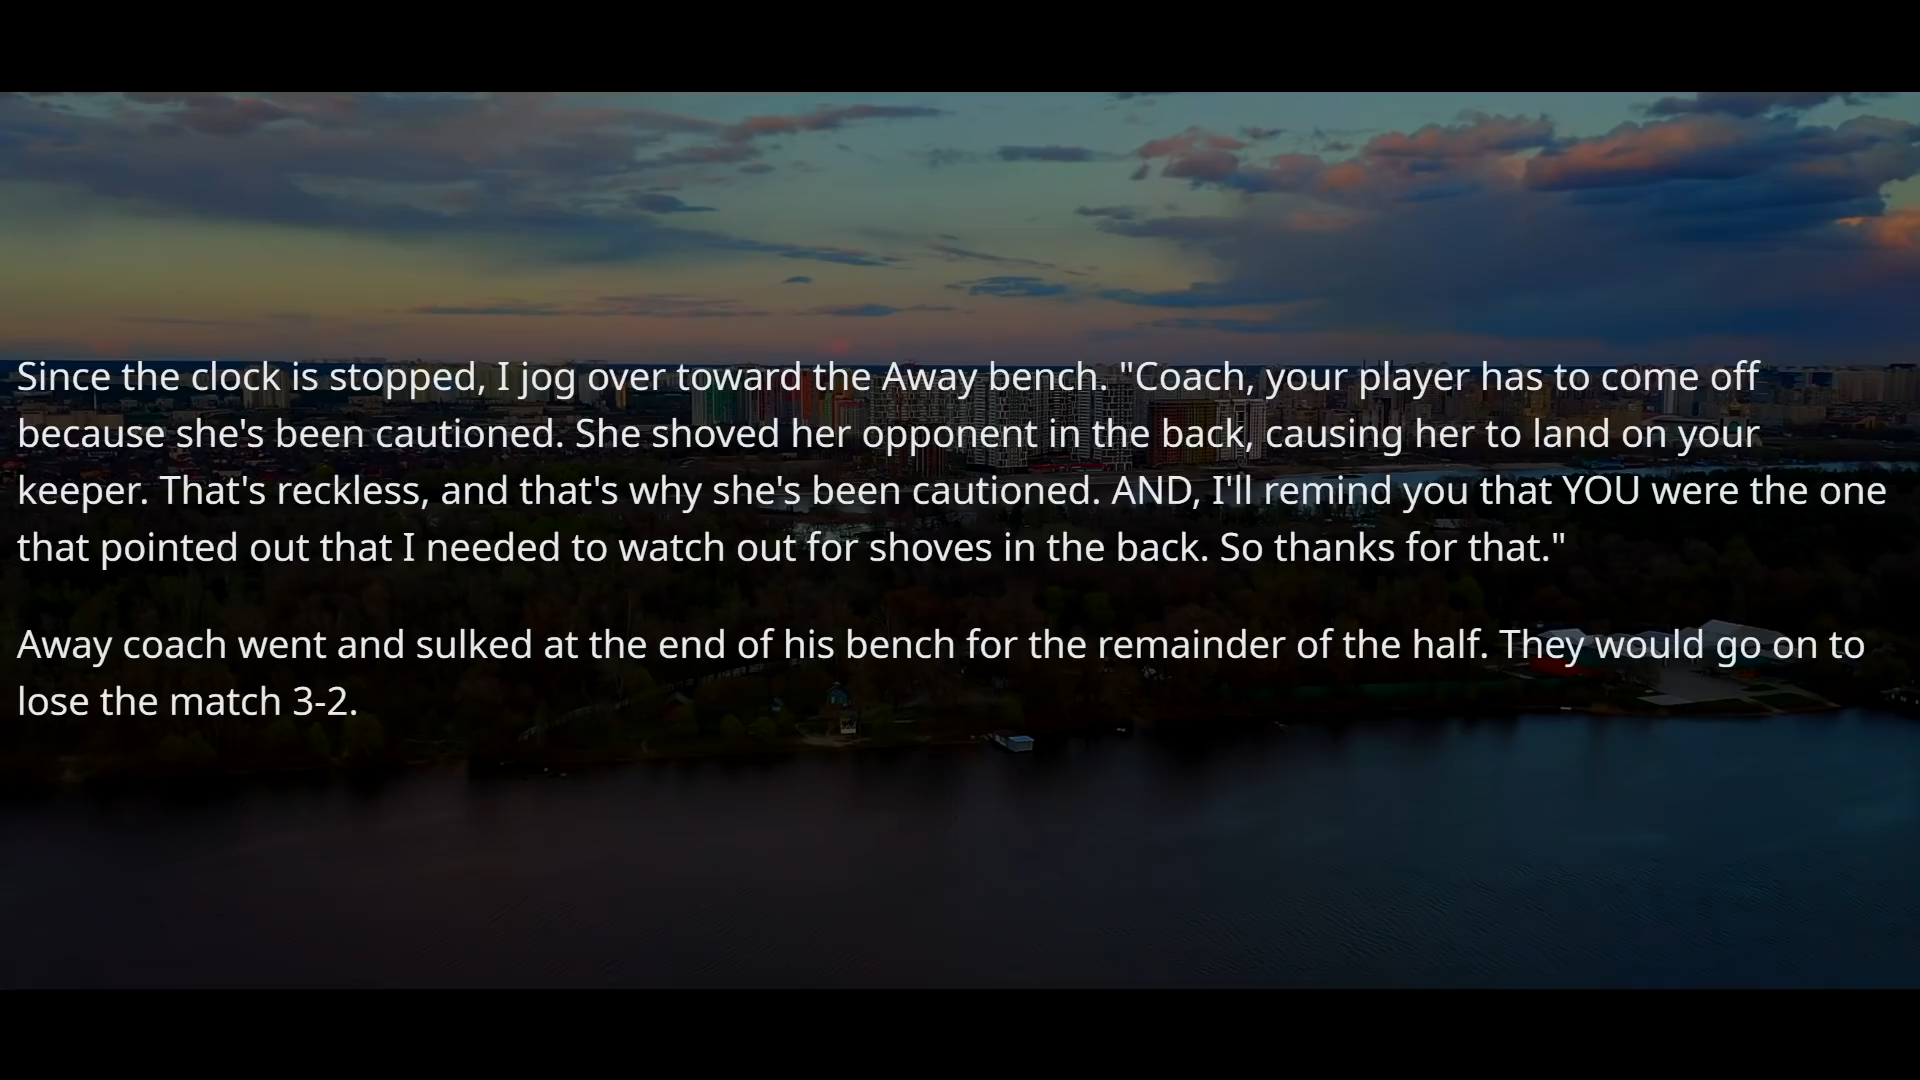 Since the clock is stopped, I jog over toward the Away bench. "Coach, your player has to come off
because she's been cautioned. She shoved her opponent in the back, causing her to land on your
keeper. That's reckless, and that's why she's been cautioned. AND, I'll remind you that YOU were the one
that pointed out that I needed to watch out for shoves in the back. So thanks for that."
Away coach went and sulked at the end of his bench for the remainder of the half. They would go on to
lose the match 3-2.